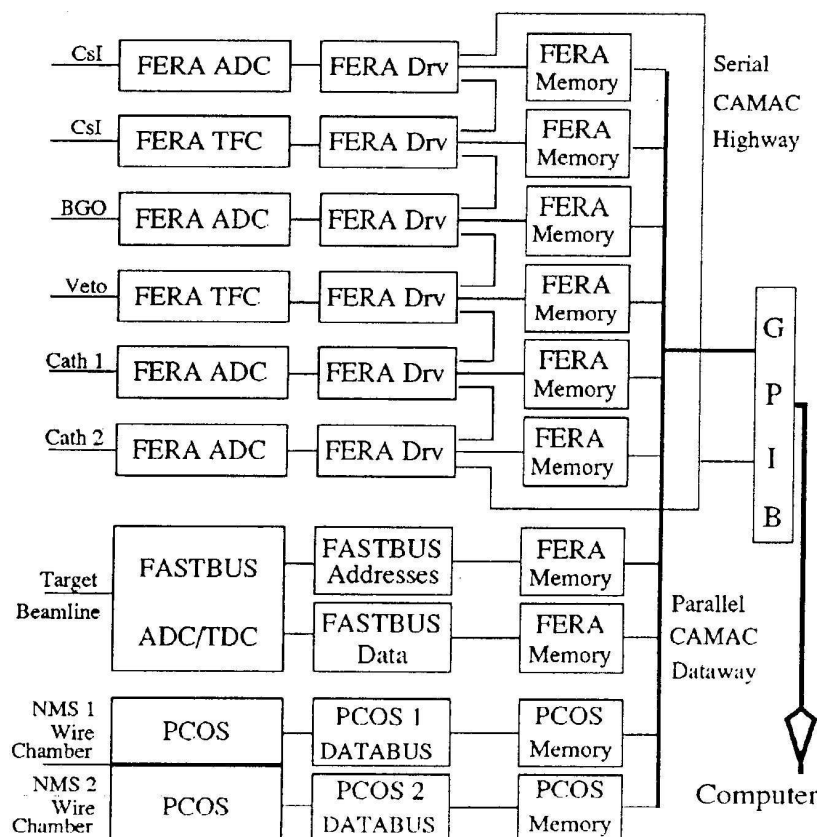 CsI
FERA ADC
FERA Drv
FERA
Memory
Serial
CAMAC
Highway
CsI
FERA TFC
FERA Drv
FERA
Memory
BGO
FERA ADC
FERA Drv
FERA
Memory
Veto
FERA TFC
FERA Drv
FERA
Memory
Cath 1
FERA ADC
FERA Drv
FERA
Memory
Cath 2
FERA ADC
FERA Drv
FERA
Memory
G
P
I
B
Target
Beamline
FASTBUS
ADC/TDC
FASTBUS
Addresses
FERA
Memory
FASTBUS
Data
FERA
Memory
Parallel
CAMAC
Dataway
NMS 1
Wire
Chamber
PCOS
PCOS 1
DATABUS
PCOS
Memory
NMS 2
Wire
Chamber
PCOS
PCOS 2
DATABUS
PCOS
Memory
Computer